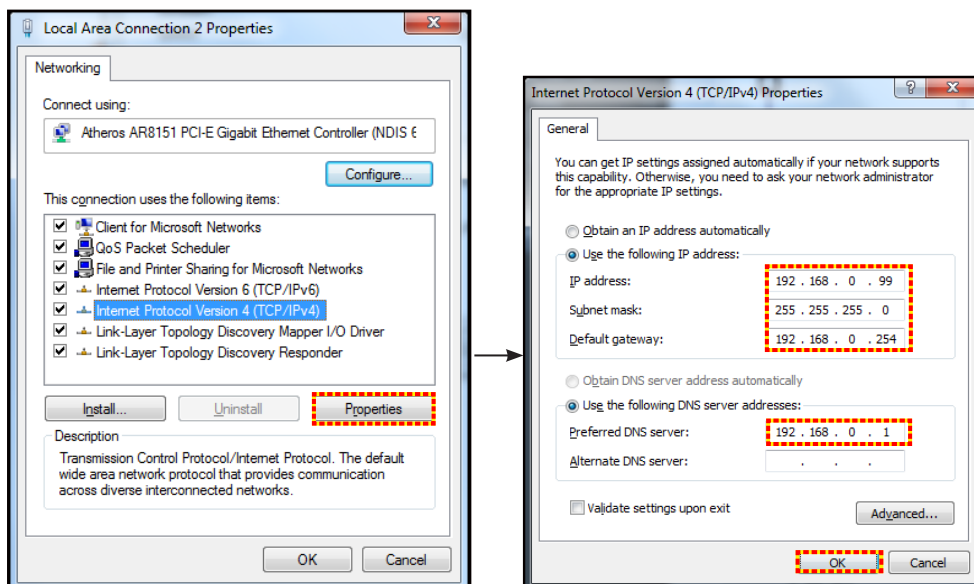 Local Area Connection 2 Properties
Networking
Connect using:
Atheros AR8151 PCI-E Gigabit Ethernet Controller (NDIS 6
Configure...
This connection uses the following items:
Client for Microsoft Networks
QoS Packet Scheduler
File and Printer Sharing for Microsoft Networks
Internet Protocol Version 6 (TCP/IPv6)
Internet Protocol Version 4 (TCP/IPv4)
Link-Layer Topology Discovery Mapper I/O Driver
Link-Layer Topology Discovery Responder
Install...
Uninstall
Properties
Description
Transmission Control Protocol/Internet Protocol. The default
wide area network protocol that provides communication
across diverse interconnected networks.
OK
Cancel
Internet Protocol Version 4 (TCP/IPv4) Properties
General
You can get IP settings assigned automatically if your network supports
this capability. Otherwise, you need to ask your network administrator
for the appropriate IP settings.
Obtain an IP address automatically
Use the following IP address:
IP address: 192 . 168 . 0 . 99
Subnet mask: 255 . 255 . 255 . 0
Default gateway: 192 . 168 . 0 . 254
Obtain DNS server address automatically
Use the following DNS server addresses:
Preferred DNS server: 192 . 168 . 0 . 1
Alternate DNS server: . . .
Validate settings upon exit
Advanced...
OK
Cancel